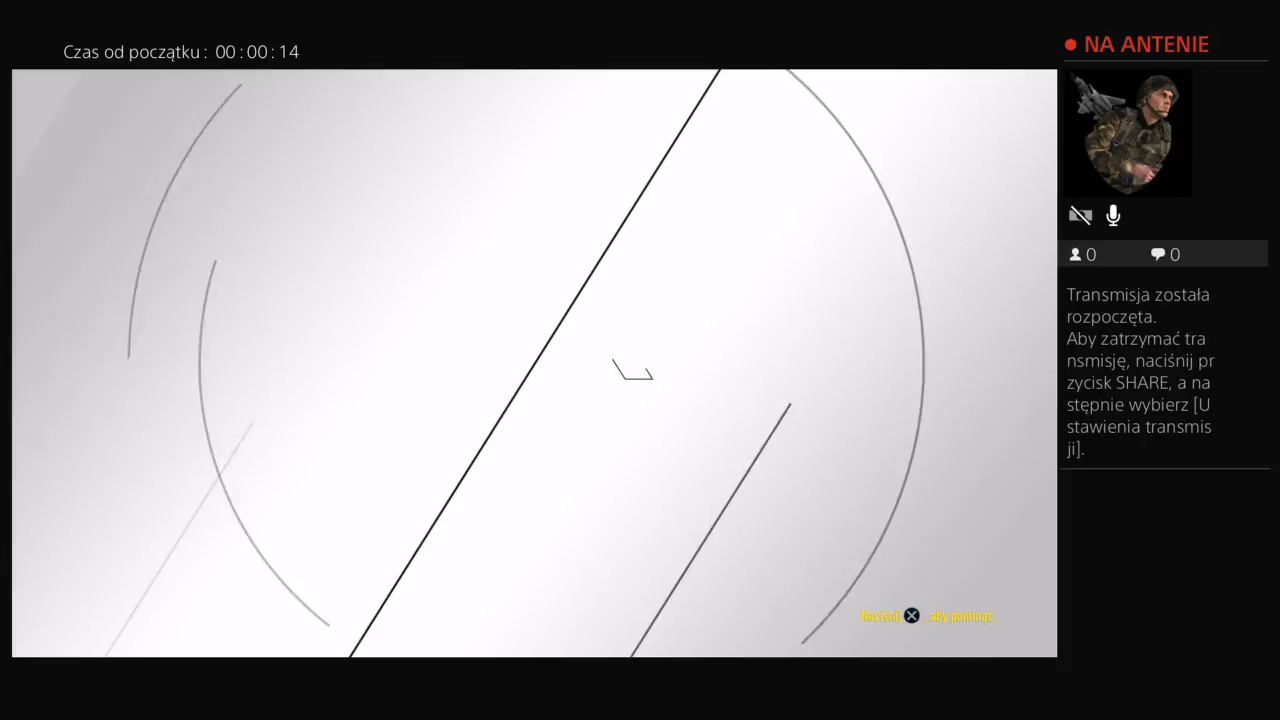 Czas od początku : 00 : 00 : 14
NA ANTENIE
0
0
Transmisja została
rozpoczęta.
Aby zatrzymać tra
nsmisję, naciśnij pr
zycisk SHARE, a na
stępnie wybierz [U
stawienia transmis
ji].
Naciśnij , aby pominąć.